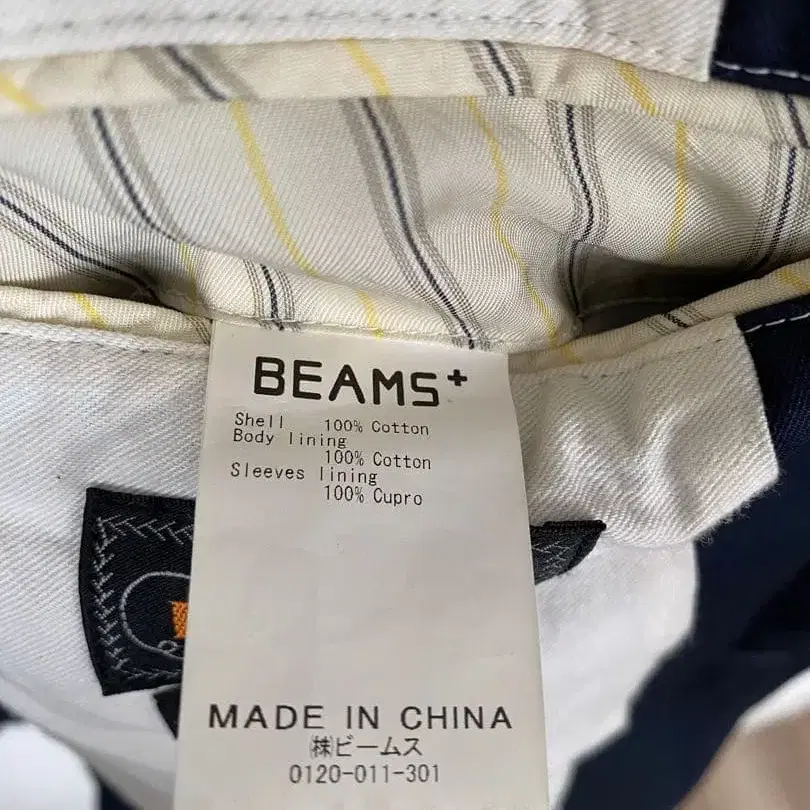 BEAMS+
Shell 100% Cotton
Body lining
100% Cotton
Sleeves lining
100% Cupro
MADE IN CHINA
㈱ビームス
0120-011-301